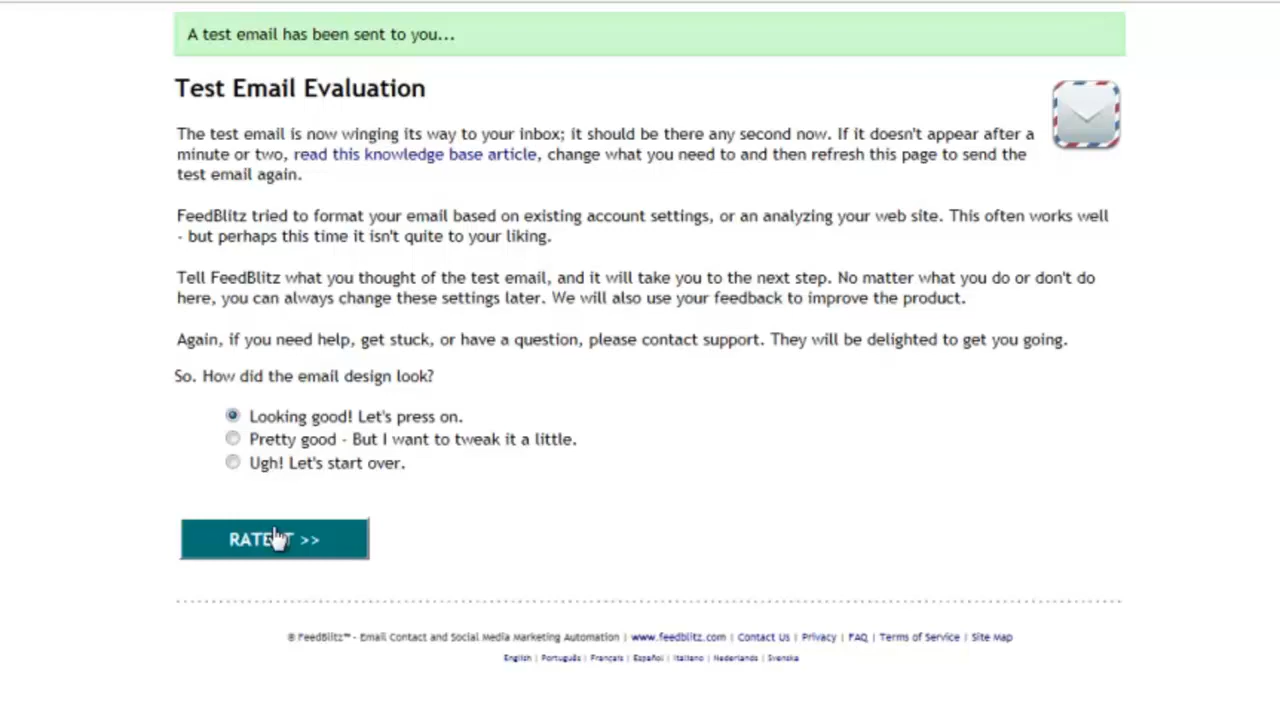 A test email has been sent to you...
Test Email Evaluation
The test email is now winging its way to your inbox; it should be there any second now. If it doesn't appear after a
minute or two, read this knowledge base article, change what you need to and then refresh this page to send the
test email again.
FeedBlitz tried to format your email based on existing account settings, or an analyzing your web site. This often works well
- but perhaps this time it isn't quite to your liking.
Tell FeedBlitz what you thought of the test email, and it will take you to the next step. No matter what you do or don't do
here, you can always change these settings later. We will also use your feedback to improve the product.
Again, if you need help, get stuck, or have a question, please contact support. They will be delighted to get you going.
So. How did the email design look?
Looking good! Let's press on.
Pretty good - But I want to tweak it a little.
Ugh! Let's start over.
RATE IT >>
© FeedBlitz™ - Email Contact and Social Media Marketing Automation | www.feedblitz.com | Contact Us | Privacy | FAQ | Terms of Service | Site Map
English | Português | Français | Español | Italiano | Nederlands | Svenska